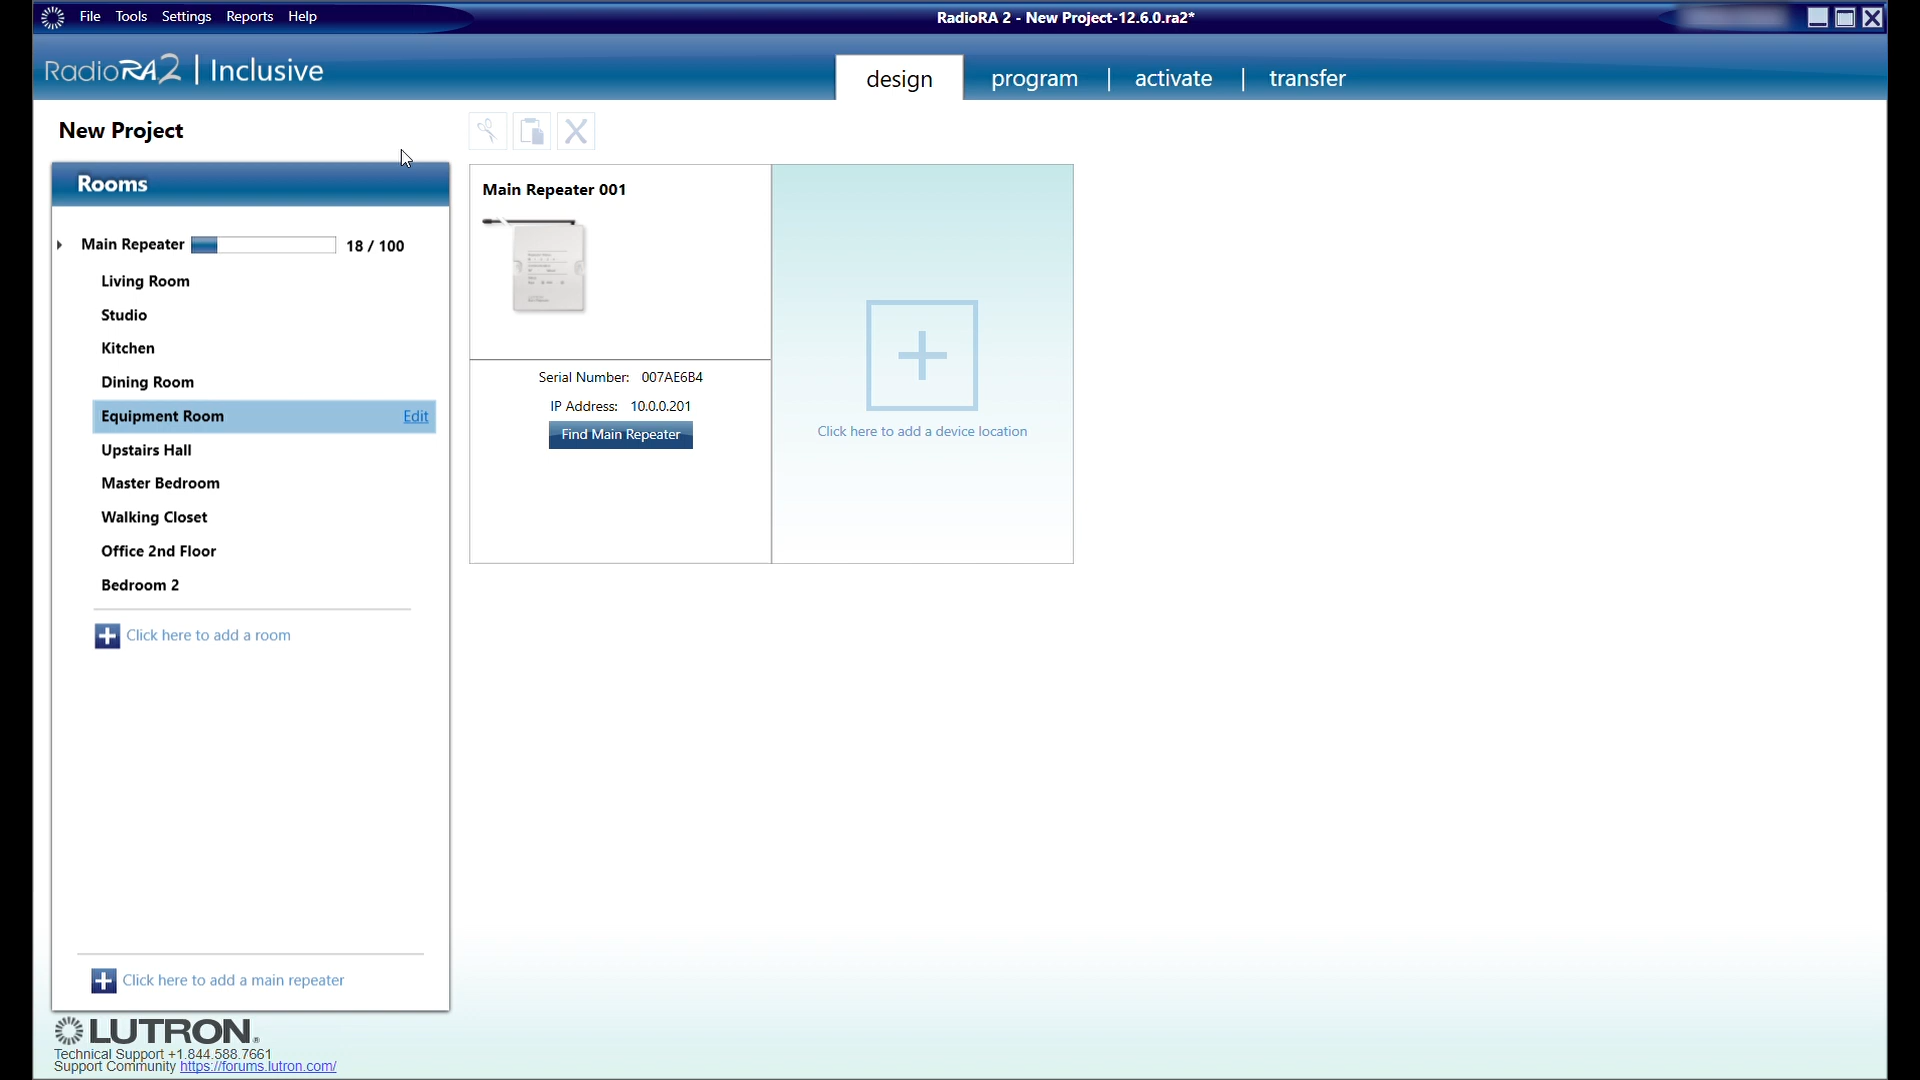 File Tools Settings Reports Help
RadioRA 2 - New Project-12.6.0.ra2*
RadioRA2 | Inclusive
design
program | activate | transfer
New Project
Rooms
Main Repeater 18 / 100
Living Room
Studio
Kitchen
Dining Room
Equipment Room Edit
Upstairs Hall
Master Bedroom
Walking Closet
Office 2nd Floor
Bedroom 2
Click here to add a room
Click here to add a main repeater
Main Repeater 001
Serial Number: 007AE6B4
IP Address: 10.0.0.201
Find Main Repeater
Click here to add a device location
LUTRON
Technical Support +1.844.588.7661
Support Community https://forums.lutron.com/